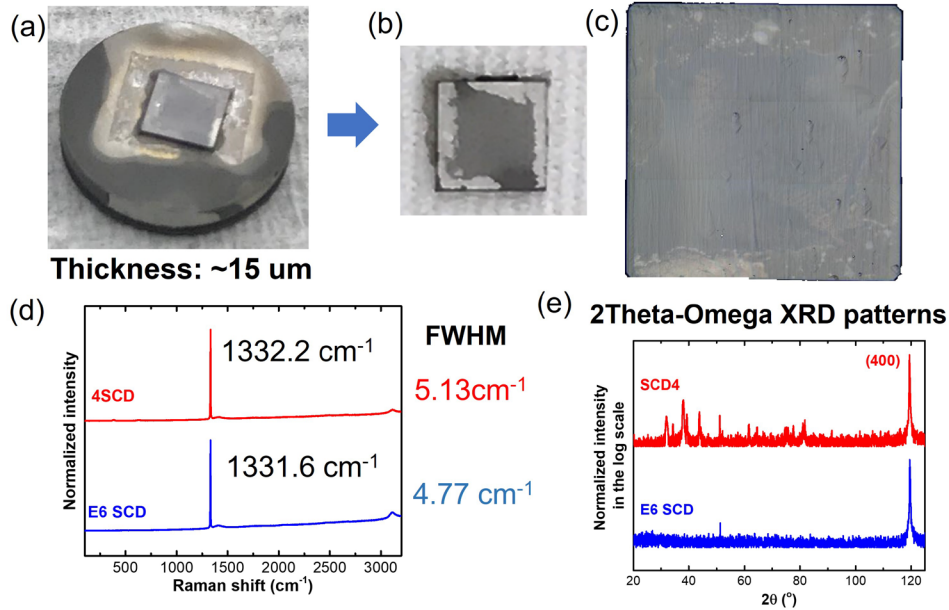 (a)
(b)
(c)
Thickness: ~15 um
(d)
1332.2 cm⁻¹
FWHM
4SCD
5.13cm⁻¹
1331.6 cm⁻¹
4.77 cm⁻¹
E6 SCD
Normalized intensity
500 1000 1500 2000 2500 3000
Raman shift (cm⁻¹)
(e)
2Theta-Omega XRD patterns
(400)
SCD4
E6 SCD
Normalized intensity
in the log scale
20 40 60 80 100 120
2θ (°)